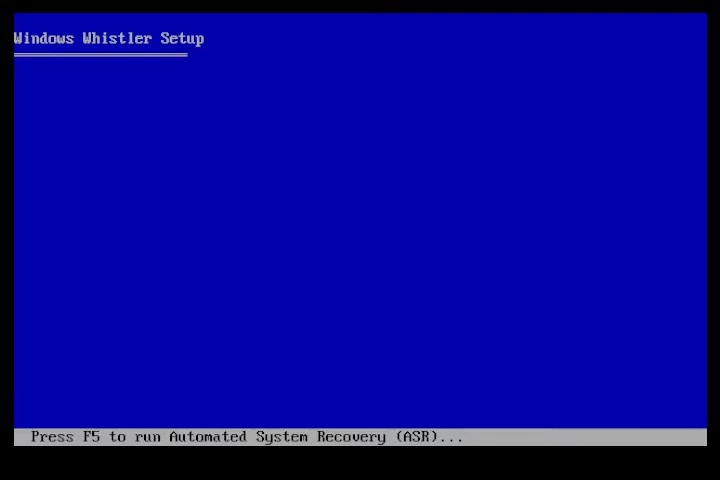 Windows Whistler Setup
Press F5 to run Automated System Recovery (ASR)...